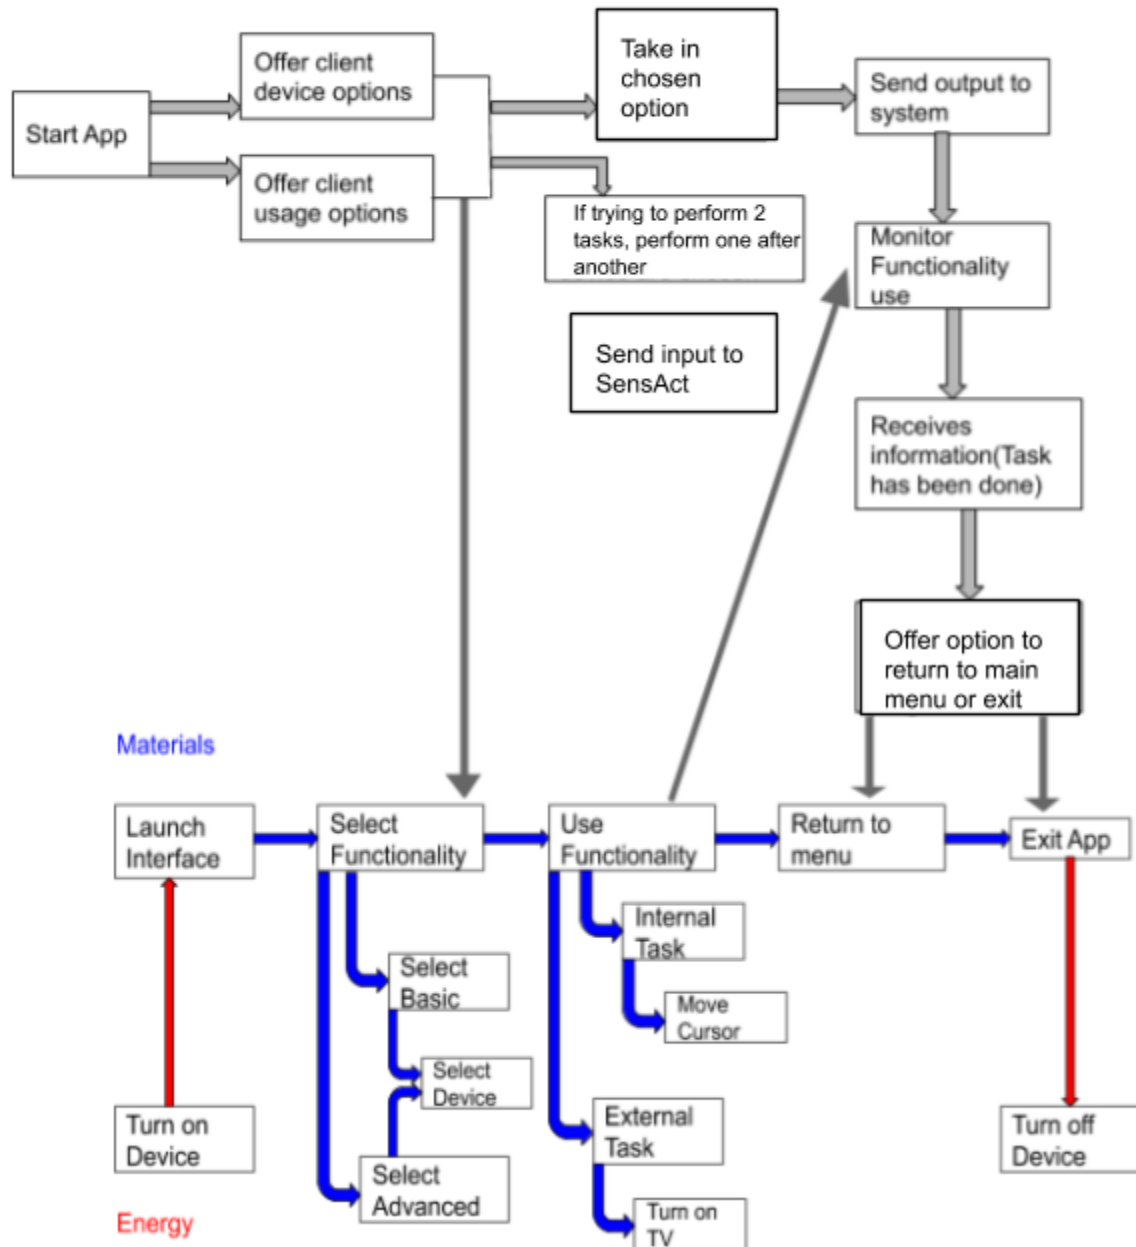 Start App
Offer client
device options
Offer client
usage options
Take in
chosen
option
Send output to
system
If trying to perform 2
tasks, perform one after
another
Monitor
Functionality
use
Send input to
SensAct
Receives
information(Task
has been done)
Offer option to
return to main
menu or exit
Materials
Launch
Interface
Select
Functionality
Use
Functionality
Return to
menu
Exit App
Internal
Task
Select
Basic
Move
Cursor
Select
Device
External
Task
Turn on
Device
Turn off
Device
Select
Advanced
Turn on
TV
Energy